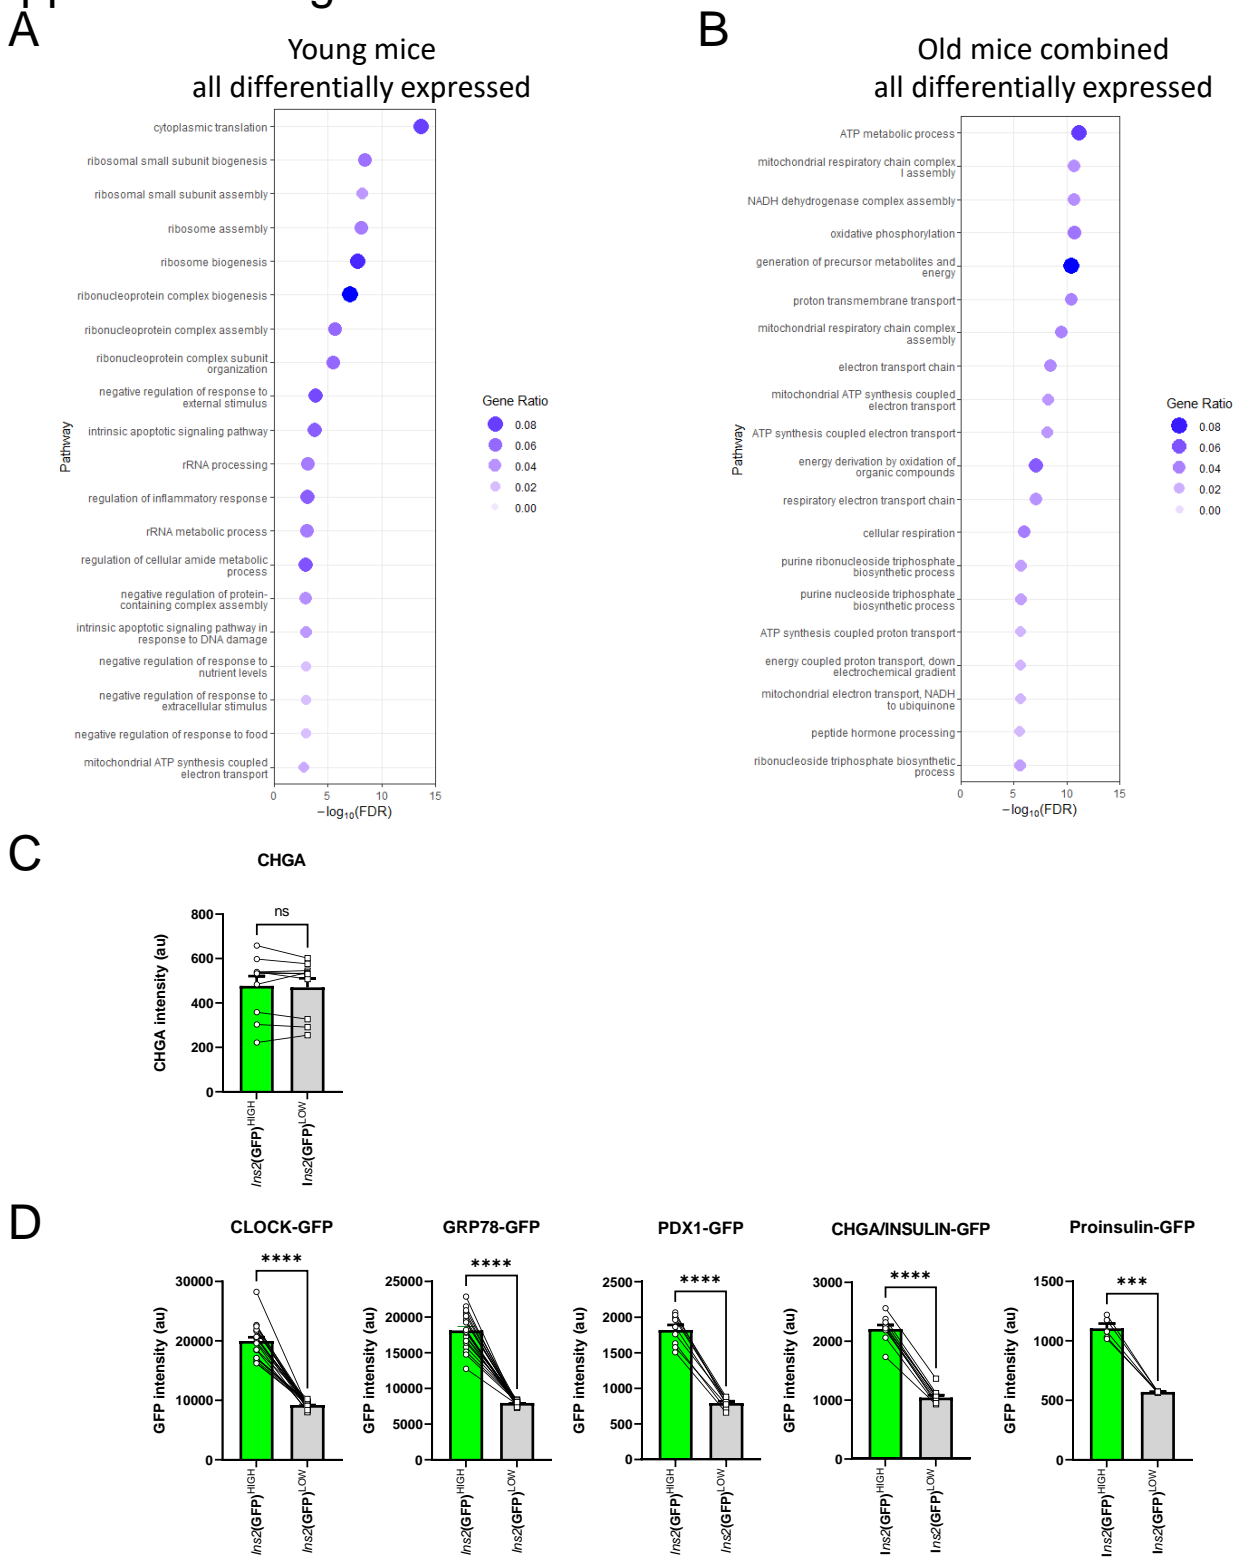 A
Young mice
all differentially expressed
cytoplasmic translation
ribosomal small subunit biogenesis
ribosomal small subunit assembly
ribosome assembly
ribosome biogenesis
ribonucleoprotein complex biogenesis
ribonucleoprotein complex assembly
ribonucleoprotein complex subunit
organization
negative regulation of response to
external stimulus
intrinsic apoptotic signaling pathway
rRNA processing
regulation of inflammatory response
rRNA metabolic process
regulation of cellular amide metabolic
process
negative regulation of protein-
containing complex assembly
intrinsic apoptotic signaling pathway in
response to DNA damage
negative regulation of response to
nutrient levels
negative regulation of response to
extracellular stimulus
negative regulation of response to food
mitochondrial ATP synthesis coupled
electron transport
Pathway
0 5 10 15
−log10(FDR)
Gene Ratio
0.08
0.06
0.04
0.02
0.00
B
Old mice combined
all differentially expressed
ATP metabolic process
mitochondrial respiratory chain complex
I assembly
NADH dehydrogenase complex assembly
oxidative phosphorylation
generation of precursor metabolites and
energy
proton transmembrane transport
mitochondrial respiratory chain complex
assembly
electron transport chain
mitochondrial ATP synthesis coupled
electron transport
ATP synthesis coupled electron transport
energy derivation by oxidation of
organic compounds
respiratory electron transport chain
cellular respiration
purine ribonucleoside triphosphate
biosynthetic process
purine nucleoside triphosphate
biosynthetic process
ATP synthesis coupled proton transport
energy coupled proton transport, down
electrochemical gradient
mitochondrial electron transport, NADH
to ubiquinone
peptide hormone processing
ribonucleoside triphosphate biosynthetic
process
Pathway
0 5 10 15
−log10(FDR)
Gene Ratio
0.08
0.06
0.04
0.02
0.00
C
CHGA
ns
CHGA intensity (au)
800
600
400
200
0
Ins2(GFP)HIGH
Ins2(GFP)LOW
D
CLOCK-GFP
****
GFP intensity (au)
30000
20000
10000
0
Ins2(GFP)HIGH
Ins2(GFP)LOW
GRP78-GFP
****
GFP intensity (au)
25000
20000
15000
10000
5000
0
Ins2(GFP)HIGH
Ins2(GFP)LOW
PDX1-GFP
****
GFP intensity (au)
2500
2000
1500
1000
500
0
Ins2(GFP)HIGH
Ins2(GFP)LOW
CHGA/INSULIN-GFP
****
GFP intensity (au)
3000
2000
1000
0
Ins2(GFP)HIGH
Ins2(GFP)LOW
Proinsulin-GFP
***
GFP intensity (au)
1500
1000
500
0
Ins2(GFP)HIGH
Ins2(GFP)LOW